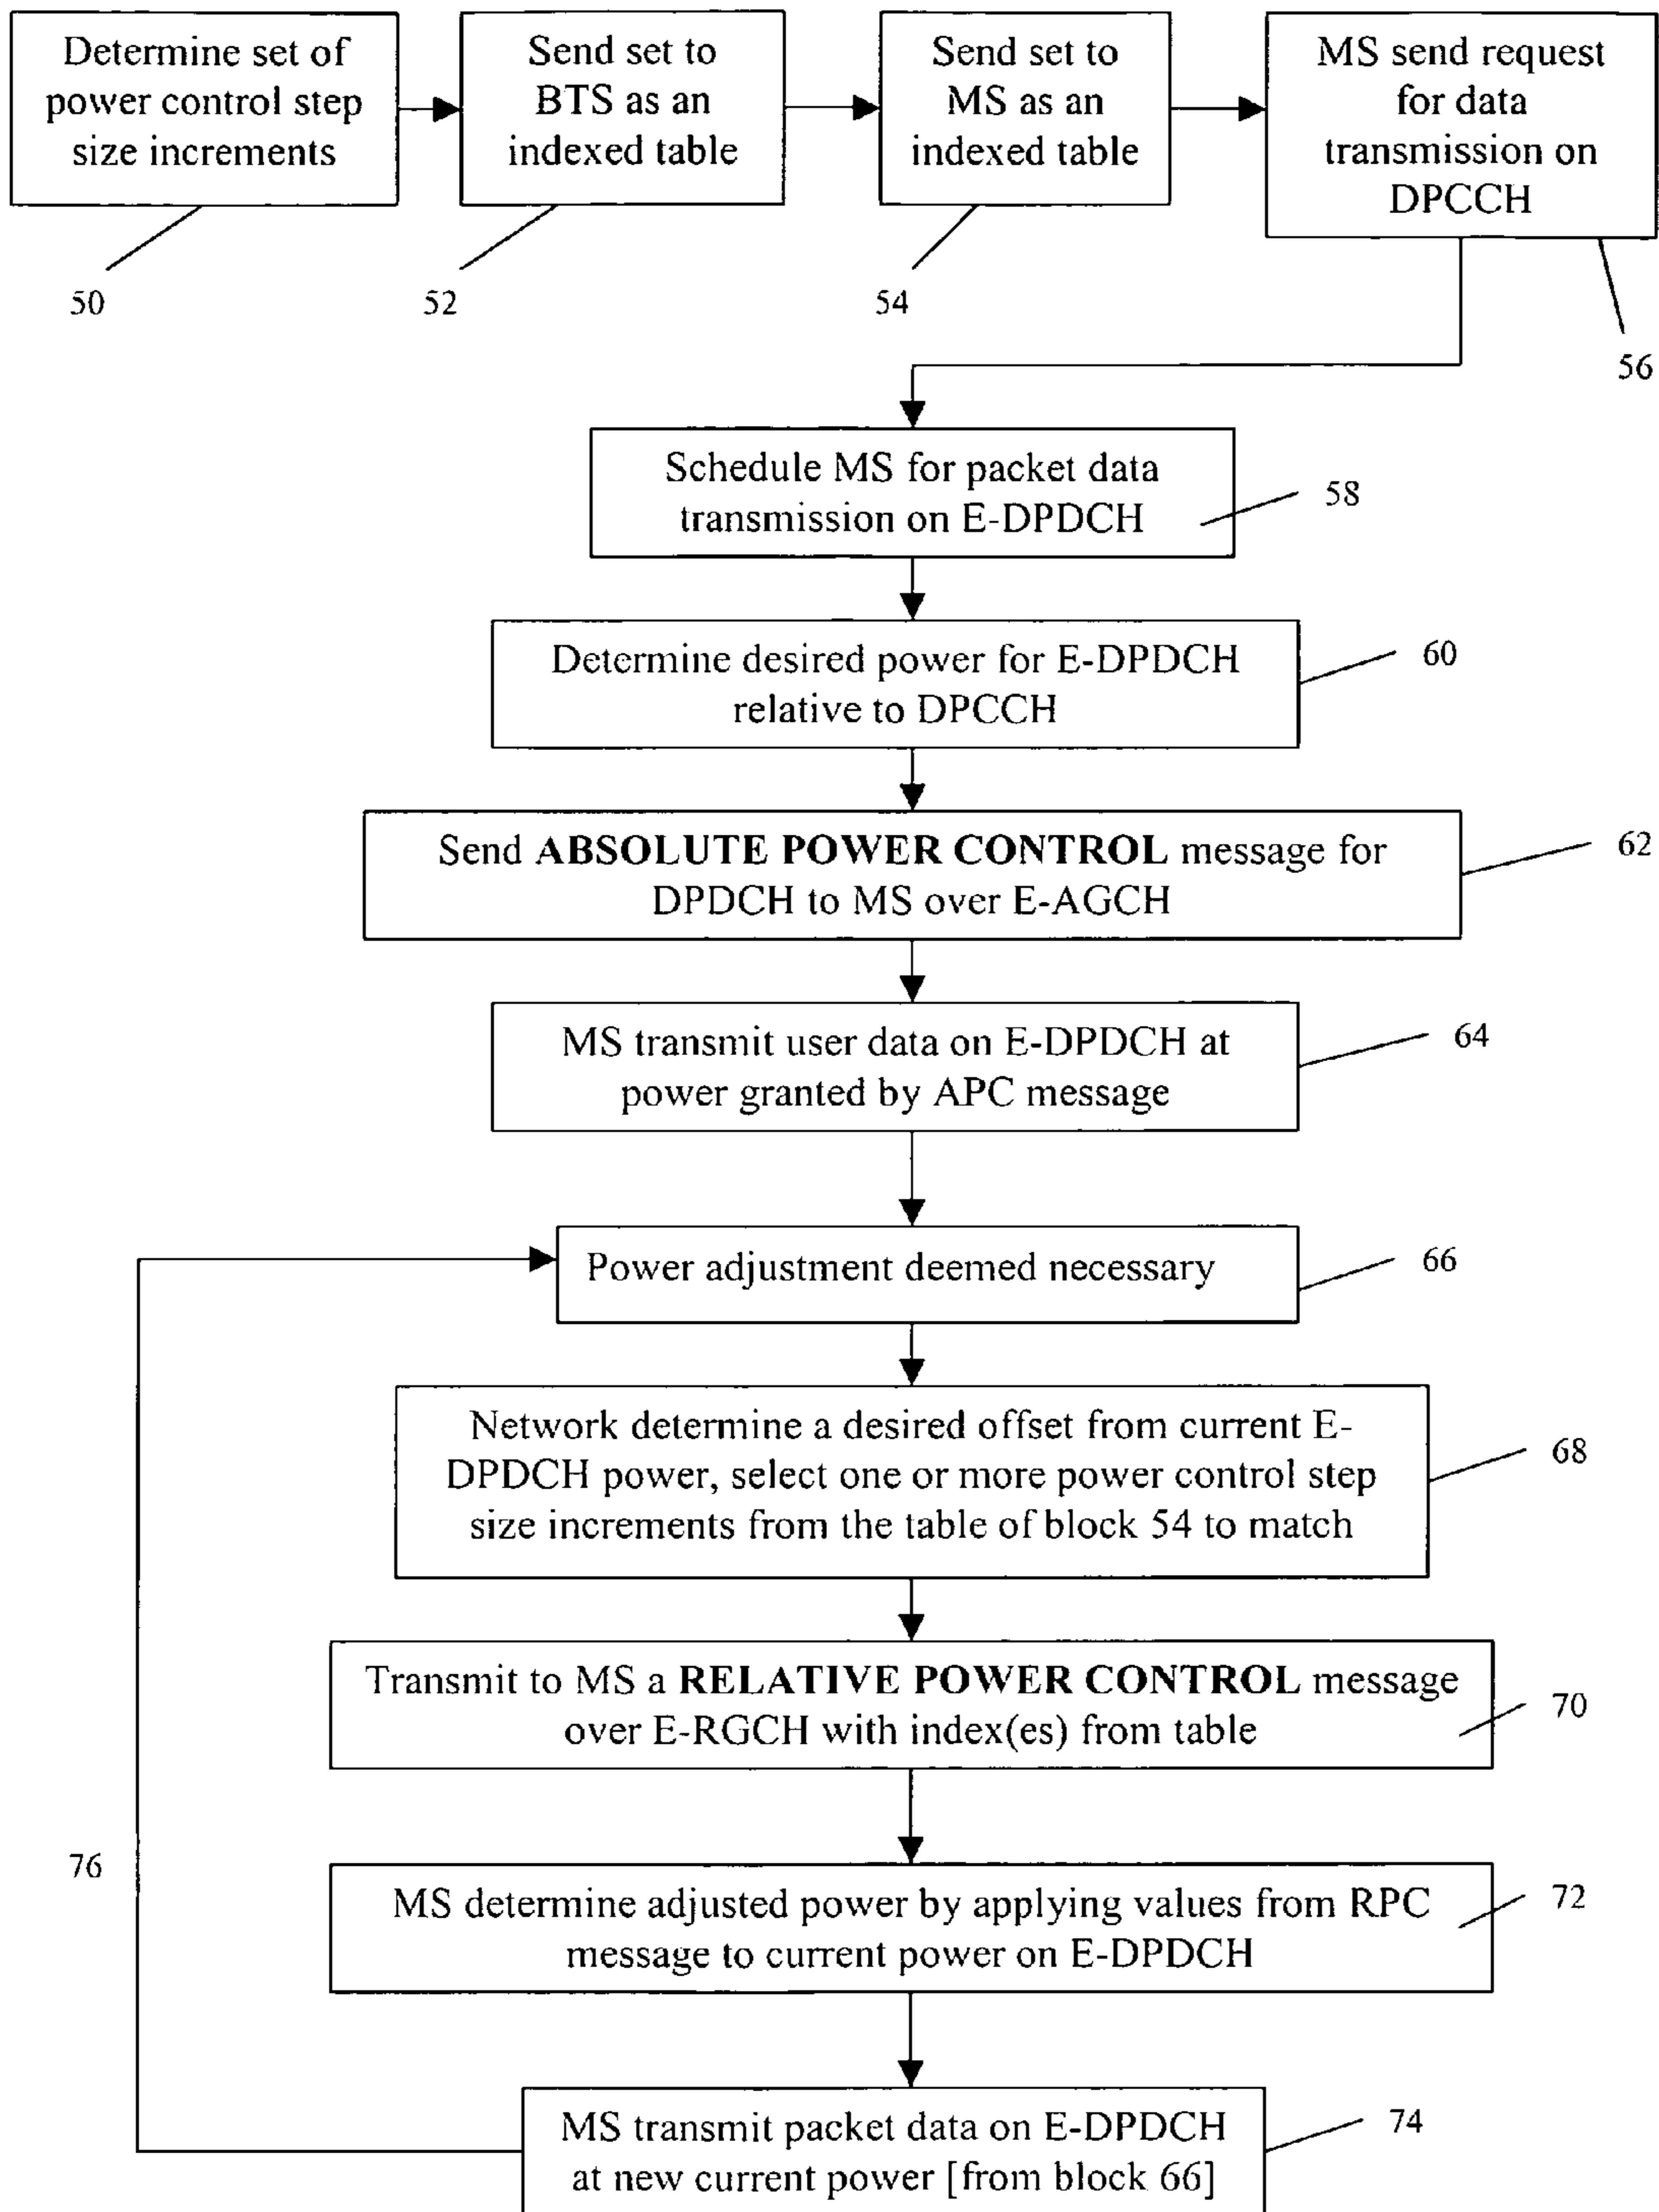 Determine set of
power control step
size increments
Send set to
BTS as an
indexed table
Send set to
MS as an
indexed table
MS send request
for data
transmission on
DPCCH
50
52
54
56
Schedule MS for packet data
transmission on E-DPDCH
58
Determine desired power for E-DPDCH
relative to DPCCH
60
Send ABSOLUTE POWER CONTROL message for
DPDCH to MS over E-AGCH
62
MS transmit user data on E-DPDCH at
power granted by APC message
64
Power adjustment deemed necessary
66
Network determine a desired offset from current E-
DPDCH power, select one or more power control step
size increments from the table of block 54 to match
68
Transmit to MS a RELATIVE POWER CONTROL message
over E-RGCH with index(es) from table
70
76
MS determine adjusted power by applying values from RPC
message to current power on E-DPDCH
72
MS transmit packet data on E-DPDCH
at new current power [from block 66]
74